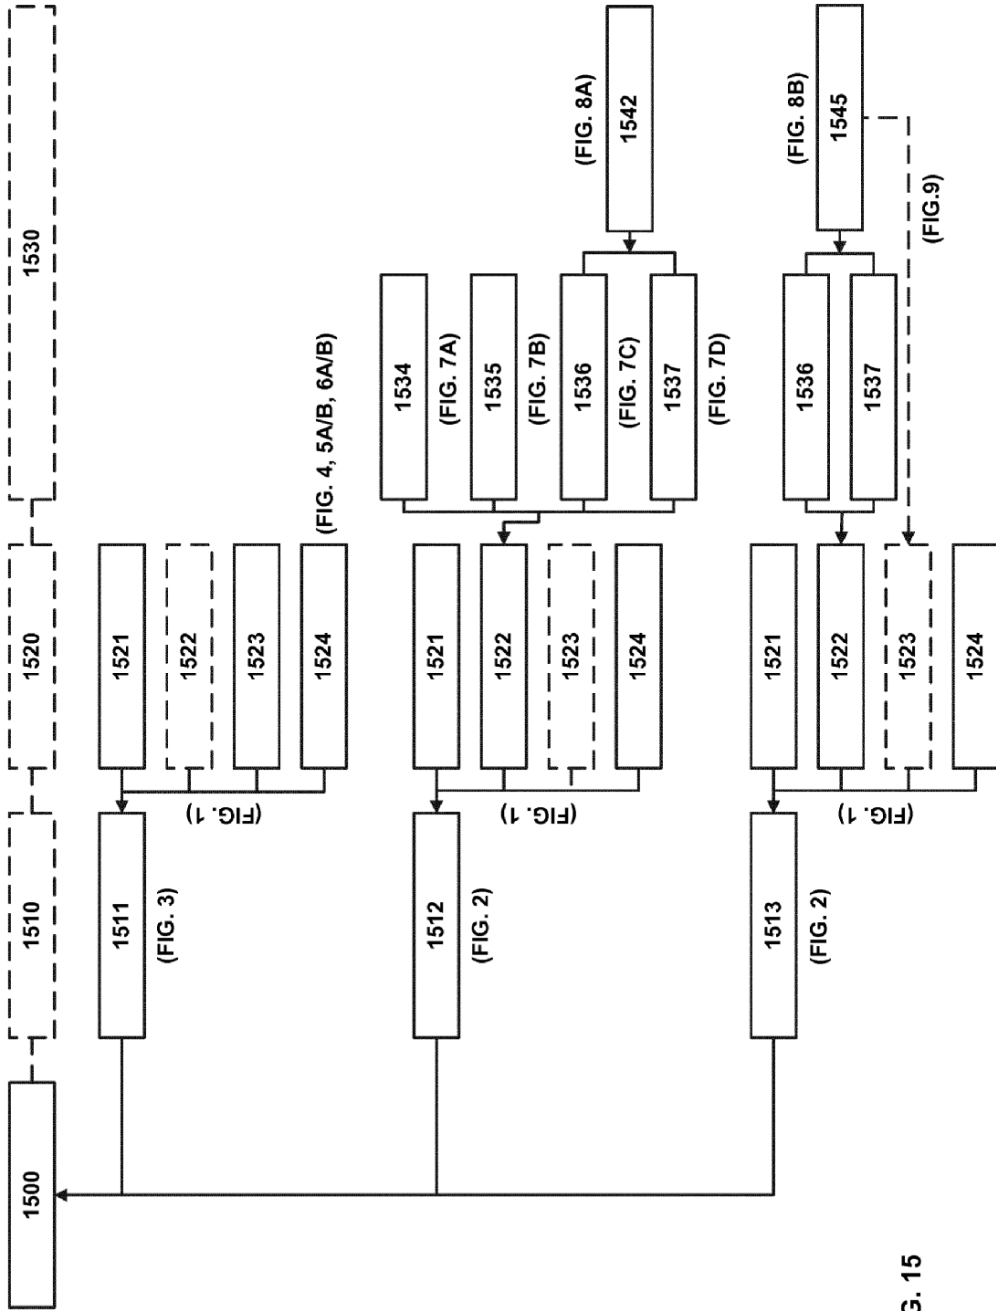 1500
1510
1520
1530
1511
(FIG. 3)
(FIG. 1)
1521
1522
1523
1524
(FIG. 4, 5A/B, 6A/B)
1512
(FIG. 2)
(FIG. 1)
1521
1522
1523
1524
1534
(FIG. 7A)
1535
(FIG. 7B)
1536
(FIG. 7C)
1537
(FIG. 7D)
(FIG. 8A)
1542
1513
(FIG. 2)
(FIG. 1)
1521
1522
1523
1524
1536
1537
(FIG. 8B)
1545
(FIG.9)
G. 15